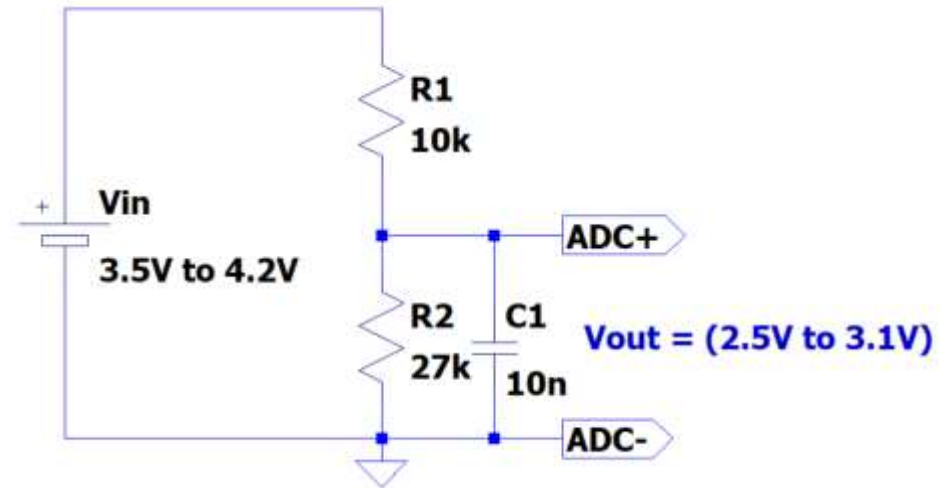 R1
10k
Vin
3.5V to 4.2V
+
ADC+
R2
27k
C1
10n
Vout = (2.5V to 3.1V)
ADC-